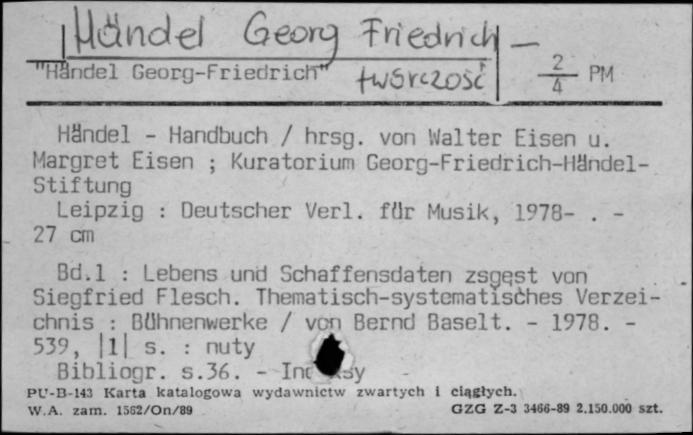 Händel Georg Friedrich —
"Händel Georg-Friedrich" twórczość 2/4 PM
Händel - Handbuch / hrsg. von Walter Eisen u.
Margret Eisen ; Kuratorium Georg-Friedrich-Händel-
Stiftung
Leipzig : Deutscher Verl. für Musik, 1978- . -
27 cm
Bd.1 : Lebens und Schaffensdaten zsgęst von
Siegfried Flesch. Thematisch-systematisches Verzei-
chnis : Bühnenwerke / von Bernd Baselt. - 1978. -
539, |1| s. : nuty
Bibliogr. s.36. -
PU-B-143 Karta katalogowa wydawnictw zwartych i ciągłych.
W.A. zam. 1562/On/89 GZG Z-3 3466-89 2.150.000 szt.